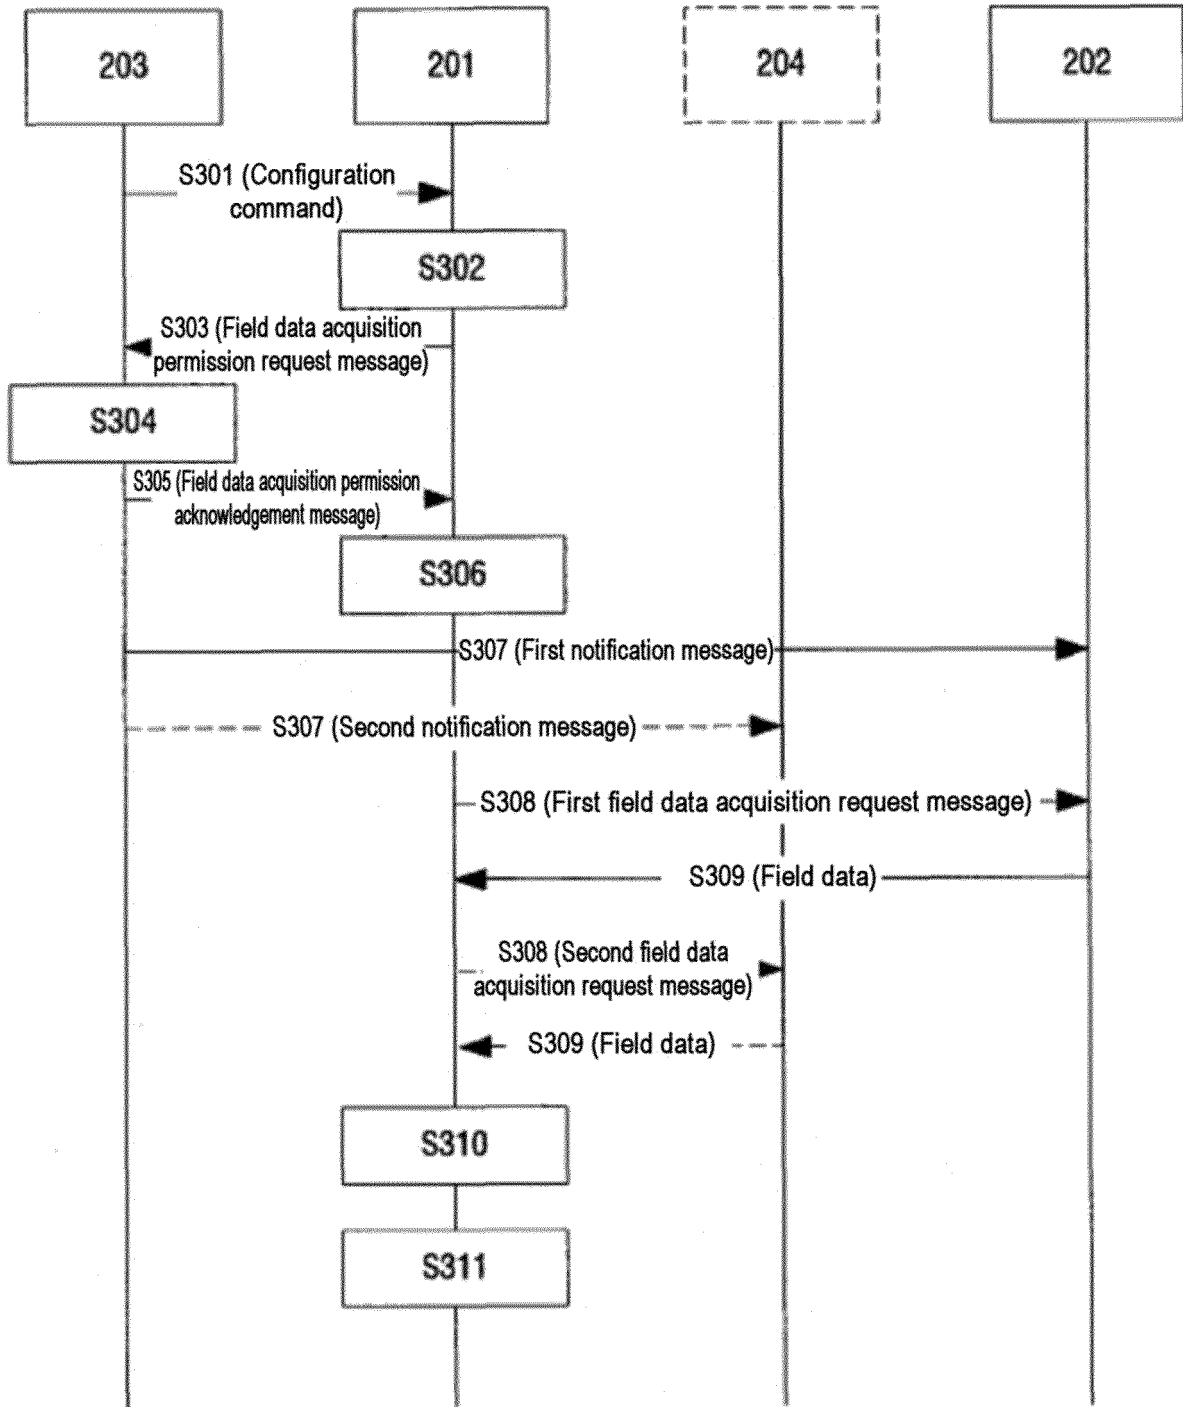 203
201
204
202
S301 (Configuration
command)
S302
S303 (Field data acquisition
permission request message)
S304
S305 (Field data acquisition permission
acknowledgement message)
S306
S307 (First notification message)
S307 (Second notification message)
S308 (First field data acquisition request message)
S309 (Field data)
S308 (Second field data
acquisition request message)
S309 (Field data)
S310
S311